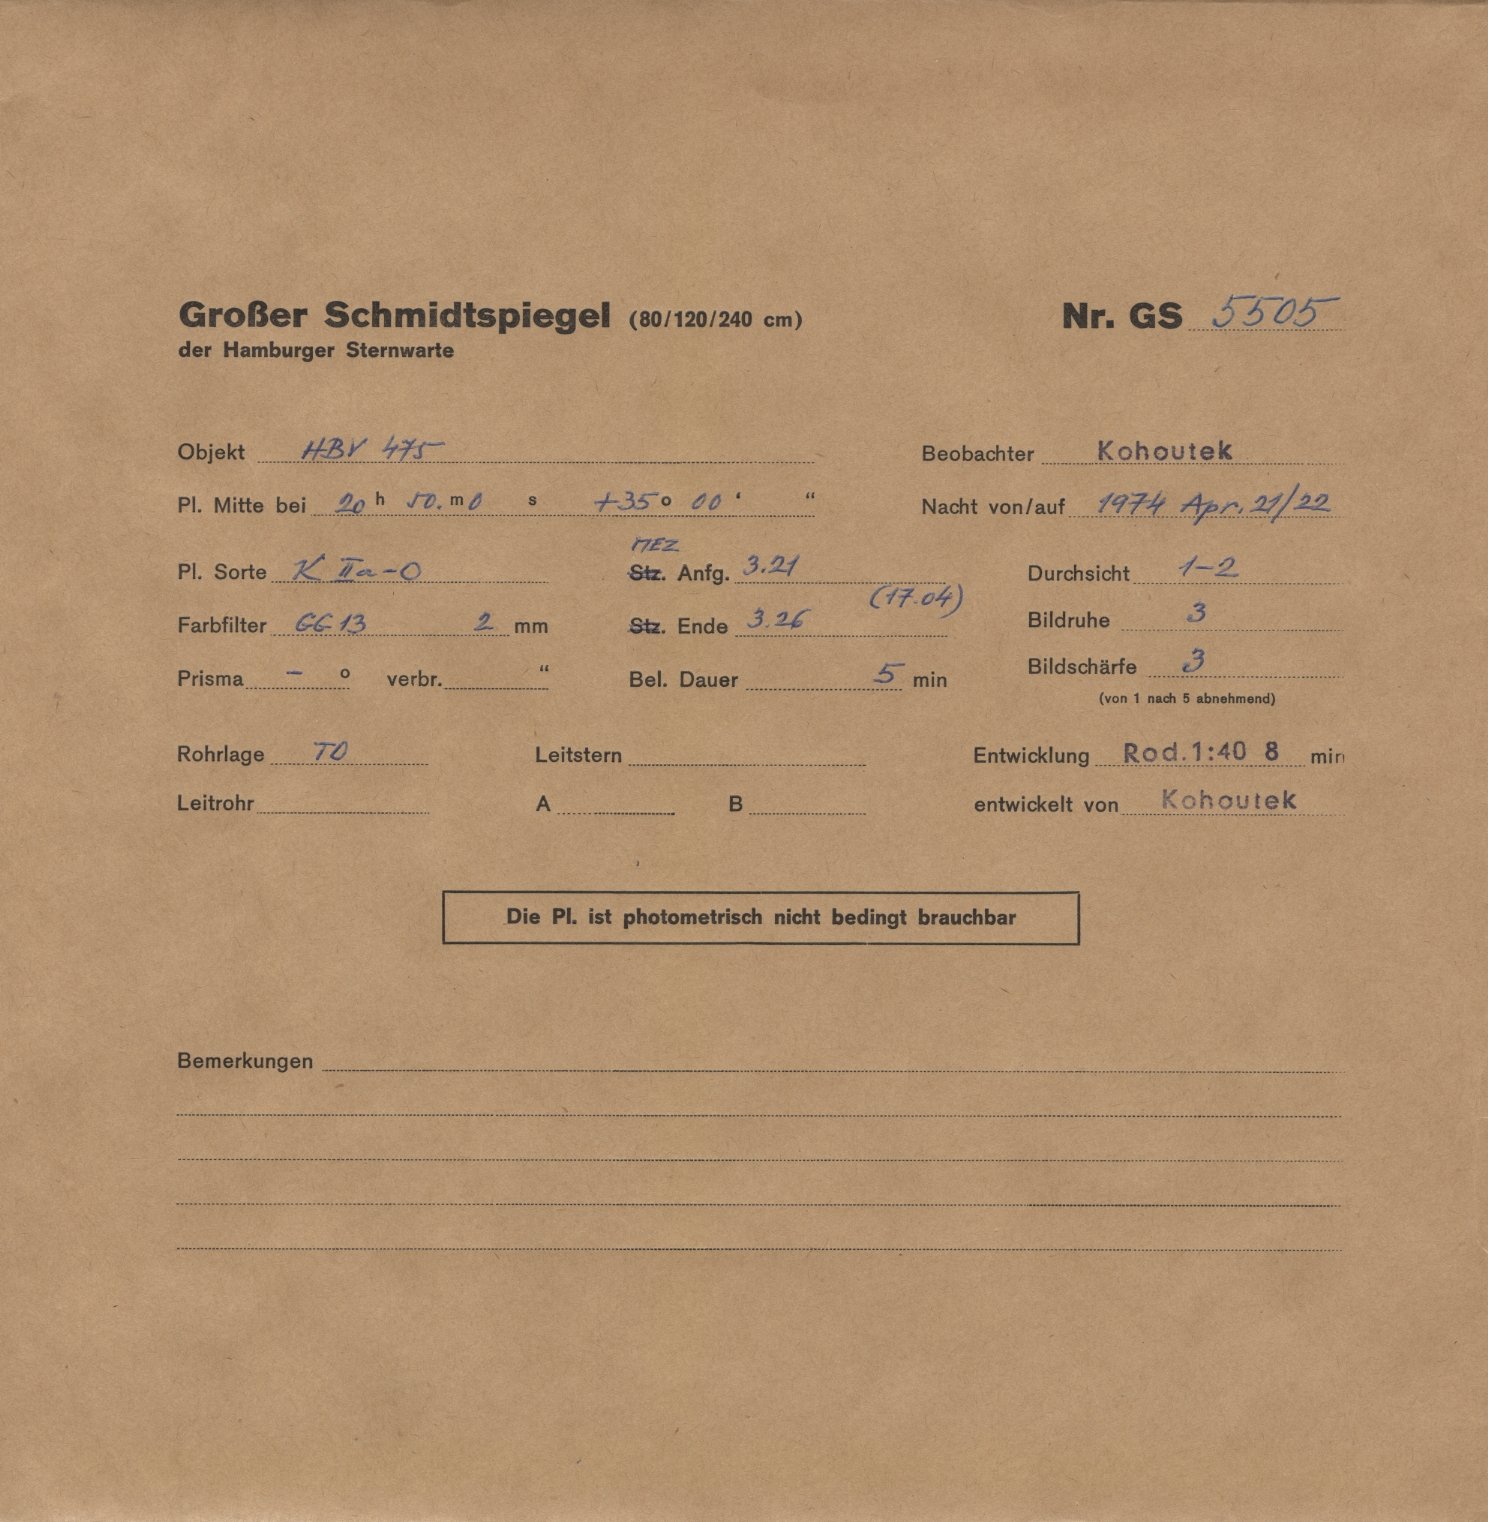 Großer Schmidtspiegel (80/120/240 cm) Nr. GS 5505
der Hamburger Sternwarte
Objekt HBV 475 Beobachter Kohoutek
Pl. Mitte bei 20 h 50. m 0 s +35 o 00 ‘ “ Nacht von/auf 1974 Apr. 21/22
MEZ
Pl. Sorte K IIa-O Stz. Anfg. 3.21 Durchsicht 1-2
(17.04)
Farbfilter GG 13 2 mm Stz. Ende 3.26 Bildruhe 3
Prisma - o verbr. “ Bel. Dauer 5 min Bildschärfe 3
(von 1 nach 5 abnehmend)
Rohrlage TO Leitstern Entwicklung Rod. 1:40 8 min
Leitrohr A B entwickelt von Kohoutek
Die Pl. ist photometrisch nicht bedingt brauchbar
Bemerkungen